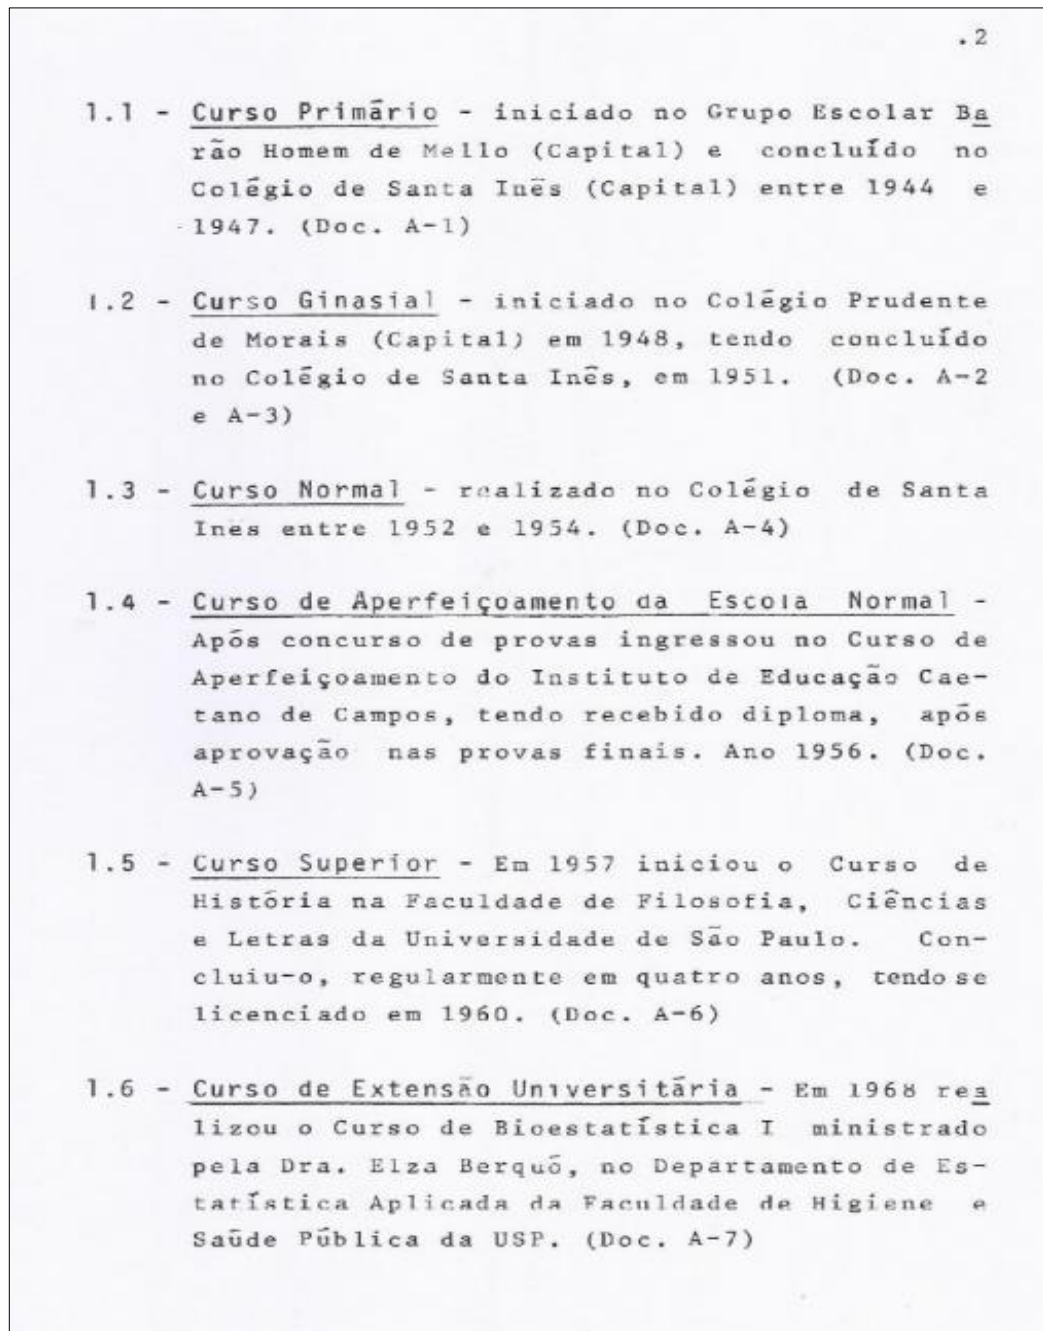 .2
1.1 - Curso Primário - iniciado no Grupo Escolar Ba
rão Homem de Mello (Capital) e concluído no
Colégio de Santa Inês (Capital) entre 1944 e
1947. (Doc. A-1)
1.2 - Curso Ginasial - iniciado no Colégio Prudente
de Morais (Capital) em 1948, tendo concluído
no Colégio de Santa Inês, em 1951. (Doc. A-2
e A-3)
1.3 - Curso Normal - realizado no Colégio de Santa
Inês entre 1952 e 1954. (Doc. A-4)
1.4 - Curso de Aperfeiçoamento da Escola Normal -
Após concurso de provas ingressou no Curso de
Aperfeiçoamento do Instituto de Educação Cae-
tano de Campos, tendo recebido diploma, após
aprovação nas provas finais. Ano 1956. (Doc.
A-5)
1.5 - Curso Superior - Em 1957 iniciou o Curso de
História na Faculdade de Filosofia, Ciências
e Letras da Universidade de São Paulo. Con-
cluiu-o, regularmente em quatro anos, tendo se
licenciado em 1960. (Doc. A-6)
1.6 - Curso de Extensão Universitária - Em 1968 rea
lizou o Curso de Bioestatística I ministrado
pela Dra. Elza Berquó, no Departamento de Es-
tatística Aplicada da Faculdade de Higiene e
Saúde Pública da USP. (Doc. A-7)